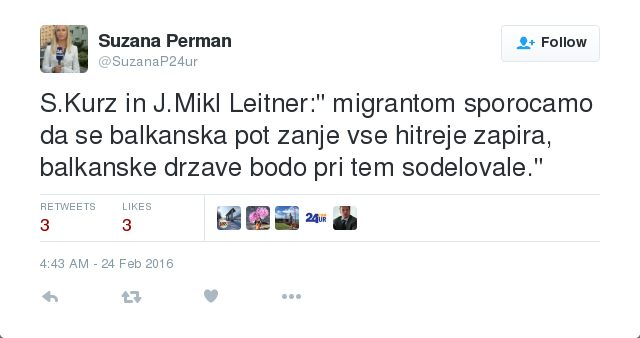 Suzana Perman
@SuzanaP24ur
Follow
S.Kurz in J.Mikl Leitner:" migrantom sporocamo
da se balkanska pot zanje vse hitreje zapira,
balkanske drzave bodo pri tem sodelovale."
RETWEETS LIKES
3 3
24UR
4:43 AM - 24 Feb 2016